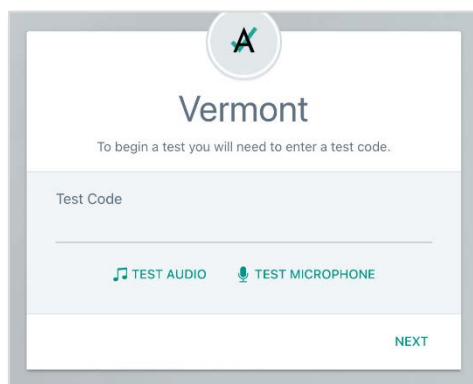 Vermont
To begin a test you will need to enter a test code.
Test Code
TEST AUDIO TEST MICROPHONE
NEXT